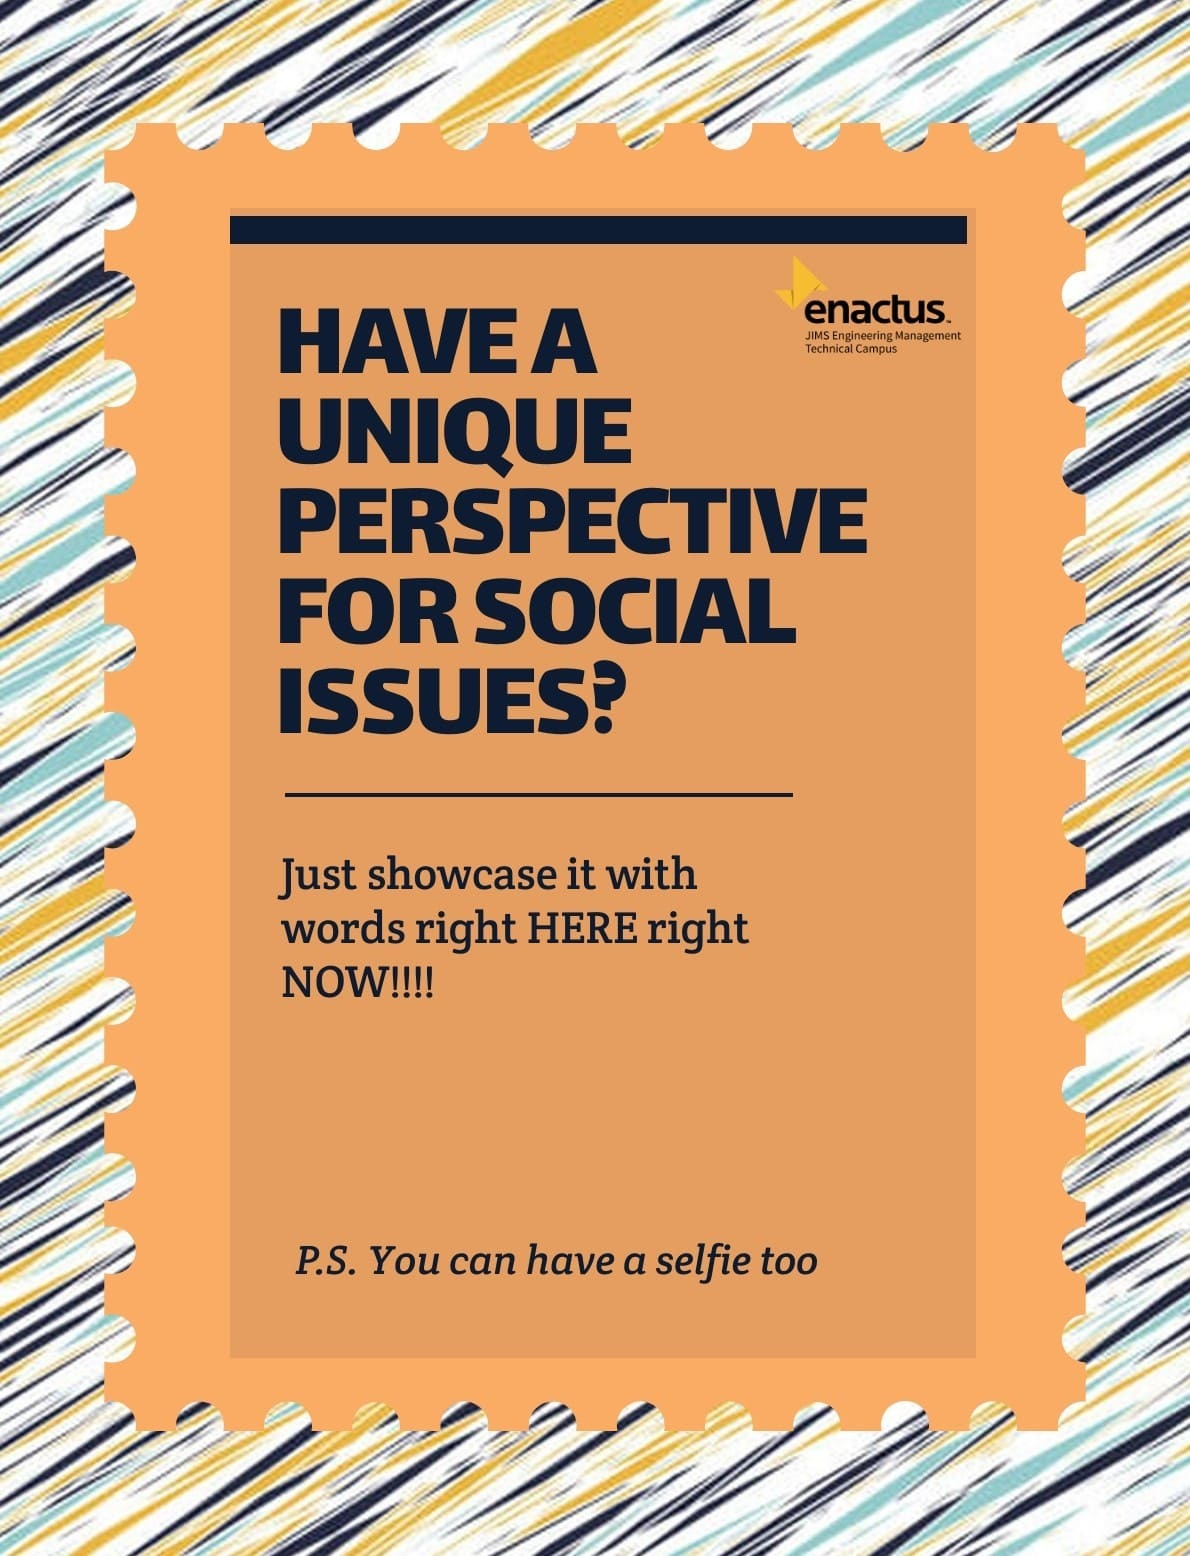 enactus™
JIMS Engineering Management
Technical Campus
HAVE A
UNIQUE
PERSPECTIVE
FOR SOCIAL
ISSUES?
Just showcase it with
words right HERE right
NOW!!!!
P.S. You can have a selfie too